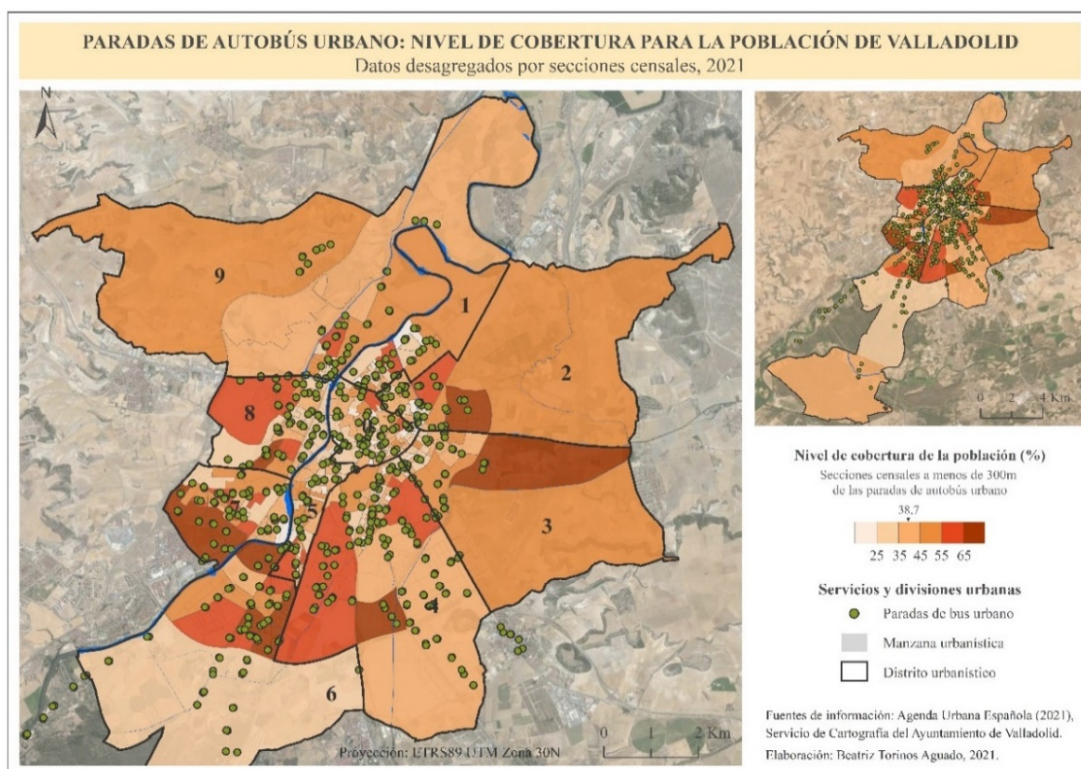 PARADAS DE AUTOBÚS URBANO: NIVEL DE COBERTURA PARA LA POBLACIÓN DE VALLADOLID
Datos desagregados por secciones censales, 2021
N
9
1
2
8
3
5
7
4
6
Proyección: ETRS89 UTM Zona 30N
0 1 2 Km
0 2 4 Km
Nivel de cobertura de la población (%)
Secciones censales a menos de 300m
de las paradas de autobús urbano
38,7
25 35 45 55 65
Servicios y divisiones urbanas
Paradas de bus urbano
Manzana urbanística
Distrito urbanístico
Fuentes de información: Agenda Urbana Española (2021),
Servicio de Cartografía del Ayuntamiento de Valladolid.
Elaboración: Beatriz Torinos Aguado, 2021.